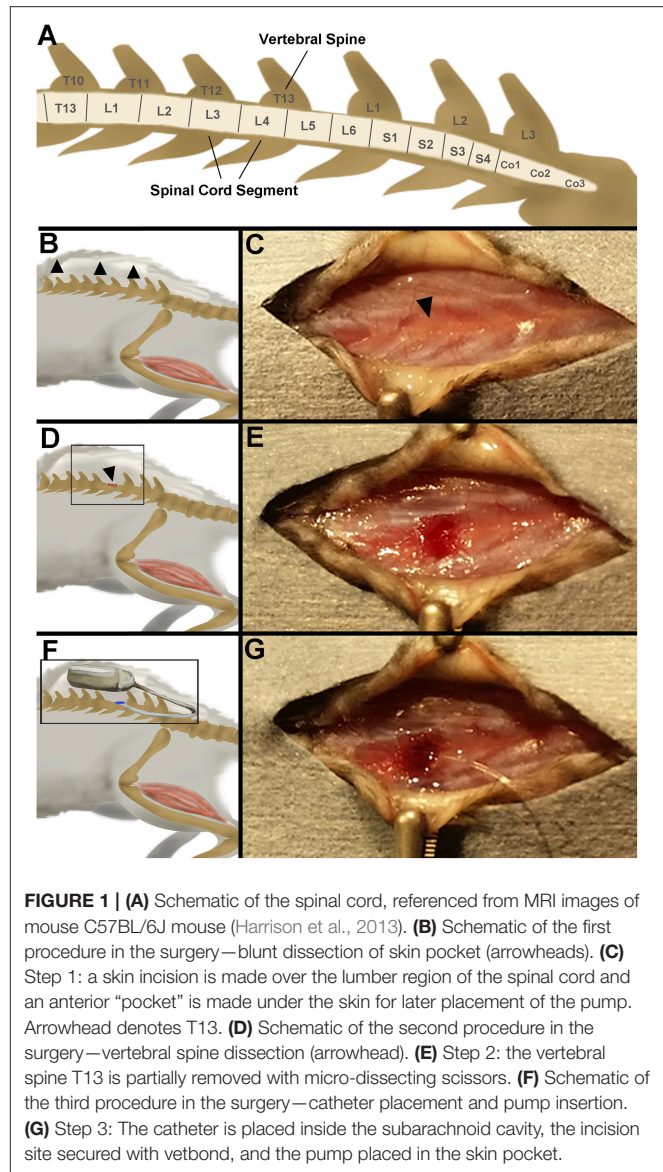 A
Vertebral Spine
T10 T11 T12 T13 L1 L2 L3
T13 L1 L2 L3 L4 L5 L6 S1 S2 S3 S4 Co1 Co2 Co3
Spinal Cord Segment
B
C
D
E
F
G
FIGURE 1 | (A) Schematic of the spinal cord, referenced from MRI images of
mouse C57BL/6J mouse (Harrison et al., 2013). (B) Schematic of the first
procedure in the surgery—blunt dissection of skin pocket (arrowheads). (C)
Step 1: a skin incision is made over the lumber region of the spinal cord and
an anterior “pocket” is made under the skin for later placement of the pump.
Arrowhead denotes T13. (D) Schematic of the second procedure in the
surgery—vertebral spine dissection (arrowhead). (E) Step 2: the vertebral
spine T13 is partially removed with micro-dissecting scissors. (F) Schematic of
the third procedure in the surgery—catheter placement and pump insertion.
(G) Step 3: The catheter is placed inside the subarachnoid cavity, the incision
site secured with vetbond, and the pump placed in the skin pocket.